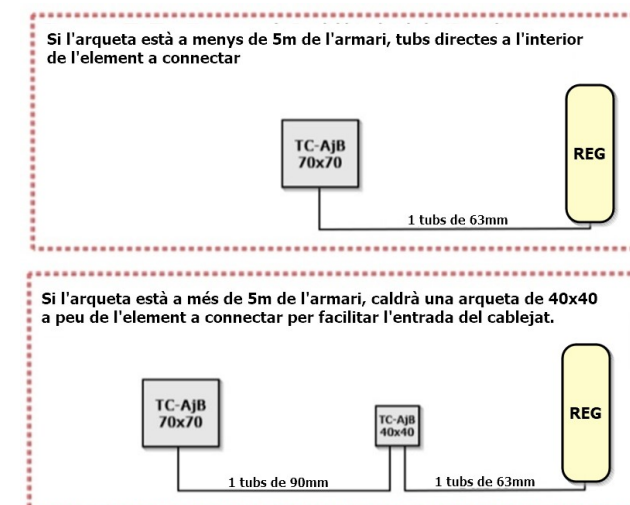 Si l'arqueta està a menys de 5m de l'armari, tubs directes a l'interior
de l'element a connectar
TC-AjB
70x70
REG
1 tubs de 63mm
Si l'arqueta està a més de 5m de l'armari, caldrà una arqueta de 40x40
a peu de l'element a connectar per facilitar l'entrada del cablejat.
TC-AjB
70x70
TC-AjB
40x40
REG
1 tubs de 90mm
1 tubs de 63mm